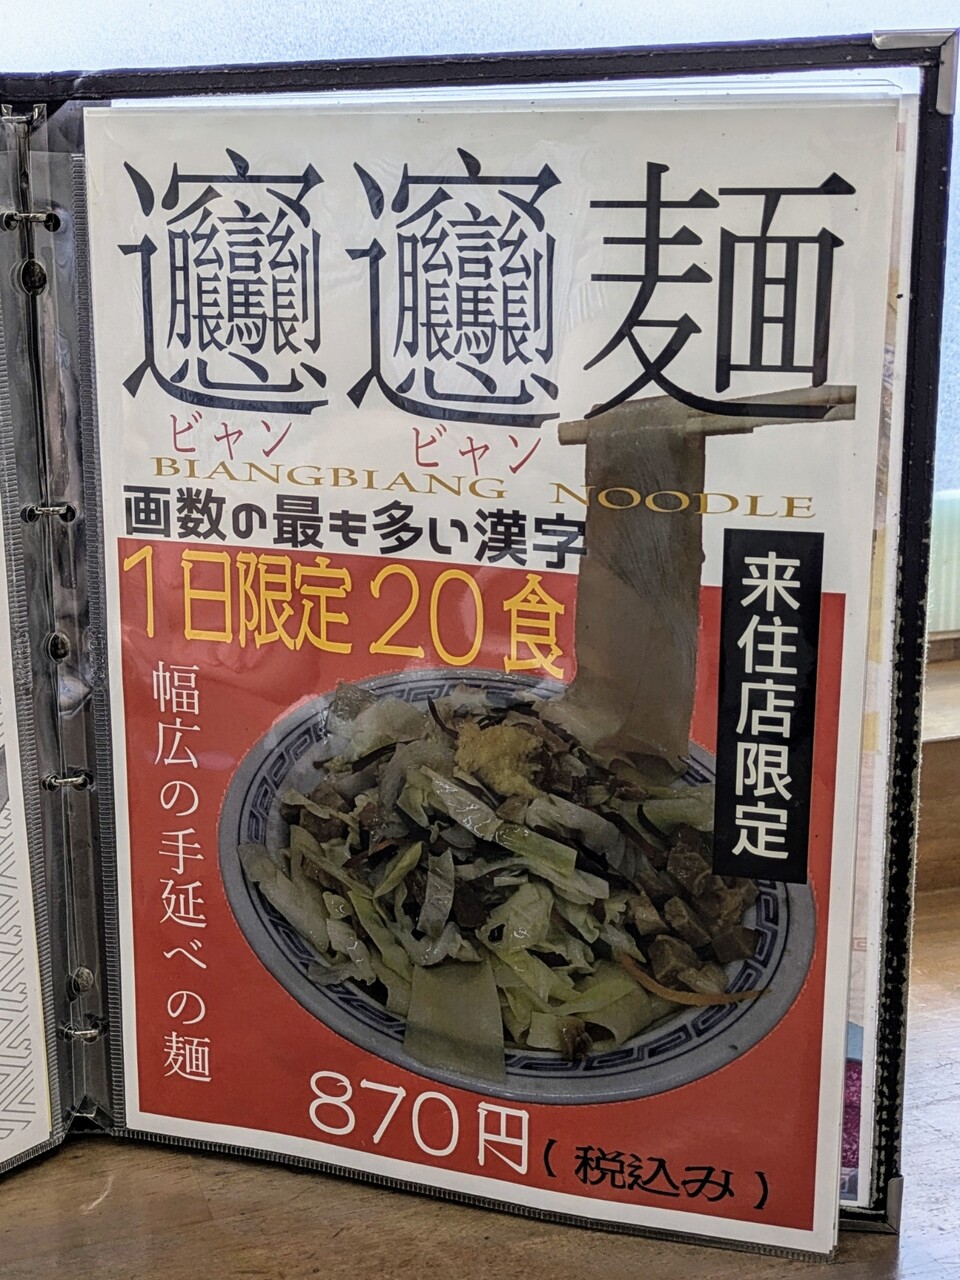 𰻞𰻞麺
ビャン ビャン
BIANGBIANG NOODLE
画数の最も多い漢字
1日限定20食
来住店限定
幅広の手延べの麺
870円(税込み)